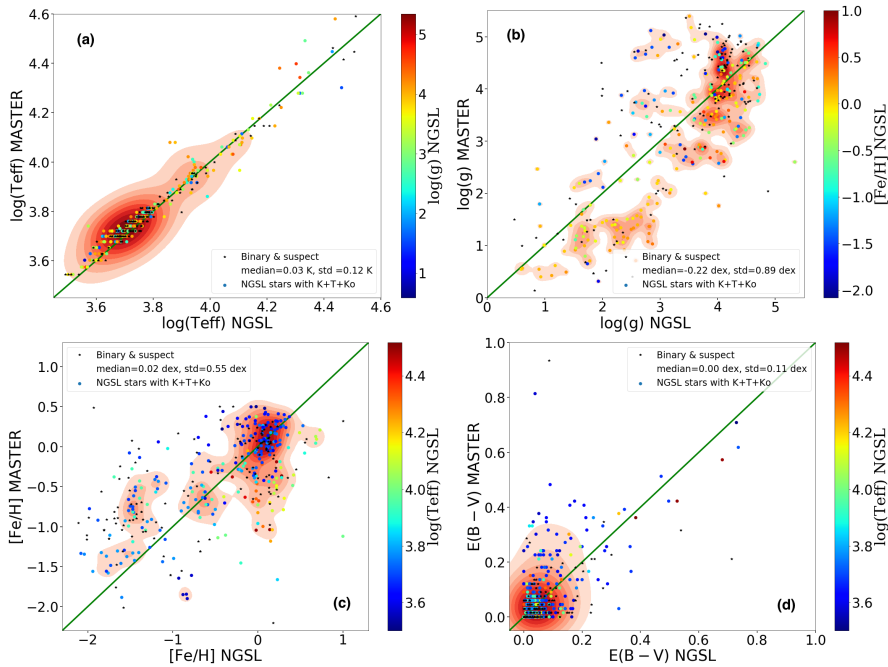 (a)
log(Teff) MASTER
4.6
4.4
4.2
4.0
3.8
3.6
Binary & suspect
median=0.03 K, std =0.12 K
NGSL stars with K+T+Ko
3.6 3.8 4.0 4.2 4.4 4.6
log(Teff) NGSL
5
4
3
2
1
log(g) NGSL
(b)
log(g) MASTER
5
4
3
2
1
0
Binary & suspect
median=-0.22 dex, std=0.89 dex
NGSL stars with K+T+Ko
0 1 2 3 4 5
log(g) NGSL
1.0
0.5
0.0
−0.5
−1.0
−1.5
−2.0
[Fe/H] NGSL
Binary & suspect
median=0.02 dex, std=0.55 dex
NGSL stars with K+T+Ko
[Fe/H] MASTER
1.0
0.5
0.0
−0.5
−1.0
−1.5
−2.0
(c)
−2 −1 0 1
[Fe/H] NGSL
4.4
4.2
4.0
3.8
3.6
log(Teff) NGSL
Binary & suspect
median=0.00 dex, std=0.11 dex
NGSL stars with K+T+Ko
E(B − V) MASTER
1.0
0.8
0.6
0.4
0.2
0.0
(d)
0.0 0.2 0.4 0.6 0.8 1.0
E(B − V) NGSL
4.4
4.2
4.0
3.8
3.6
log(Teff) NGSL